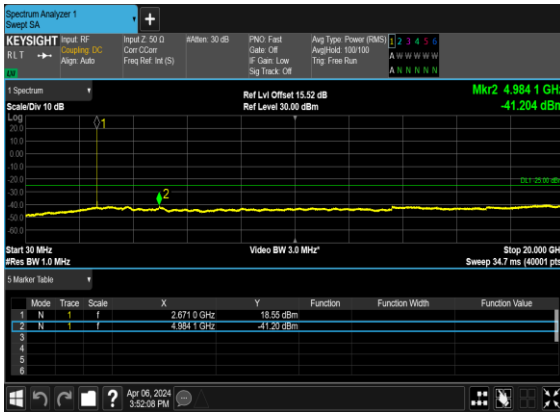 Spectrum Analyzer 1
Swept SA
+
KEYSIGHT
RLT
LXI
Input: RF
Coupling: DC
Align: Auto
Input Z: 50 Ω
Corr CCorr
Freq Ref: Int (S)
#Atten: 30 dB
PNO: Fast
Gate: Off
IF Gain: Low
Sig Track: Off
Avg Type: Power (RMS)
Avg|Hold: 100/100
Trig: Free Run
1 2 3 4 5 6
A W W W W W
A N N N N N
1 Spectrum
Scale/Div 10 dB
Ref Lvl Offset 15.52 dB
Ref Level 30.00 dBm
Mkr2 4.984 1 GHz
-41.204 dBm
Log
20.0
10.0
0.00
-10.0
-20.0
-30.0
-40.0
-50.0
-60.0
1
2
DL1 -25.00 dBm
Start 30 MHz
#Res BW 1.0 MHz
Video BW 3.0 MHz*
Stop 20.000 GHz
Sweep 34.7 ms (40001 pts)
5 Marker Table
Mode Trace Scale X Y Function Function Width Function Value
1 N 1 f 2.671 0 GHz 18.55 dBm
2 N 1 f 4.984 1 GHz -41.20 dBm
3
4
5
6
?
Apr 06, 2024
3:52:08 PM